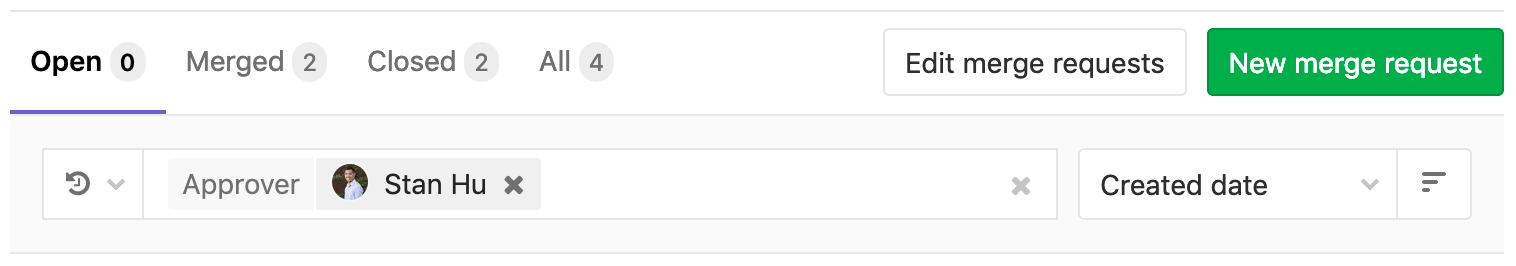 Open 0 Merged 2 Closed 2 All 4 Edit merge requests New merge request
Approver Stan Hu Created date